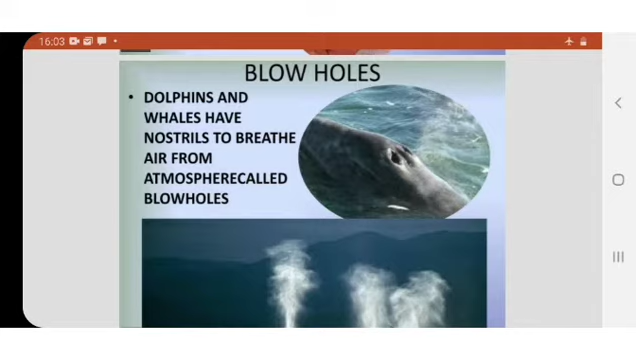 16:03
BLOW HOLES
• DOLPHINS AND
WHALES HAVE
NOSTRILS TO BREATHE
AIR FROM
ATMOSPHERECALLED
BLOWHOLES